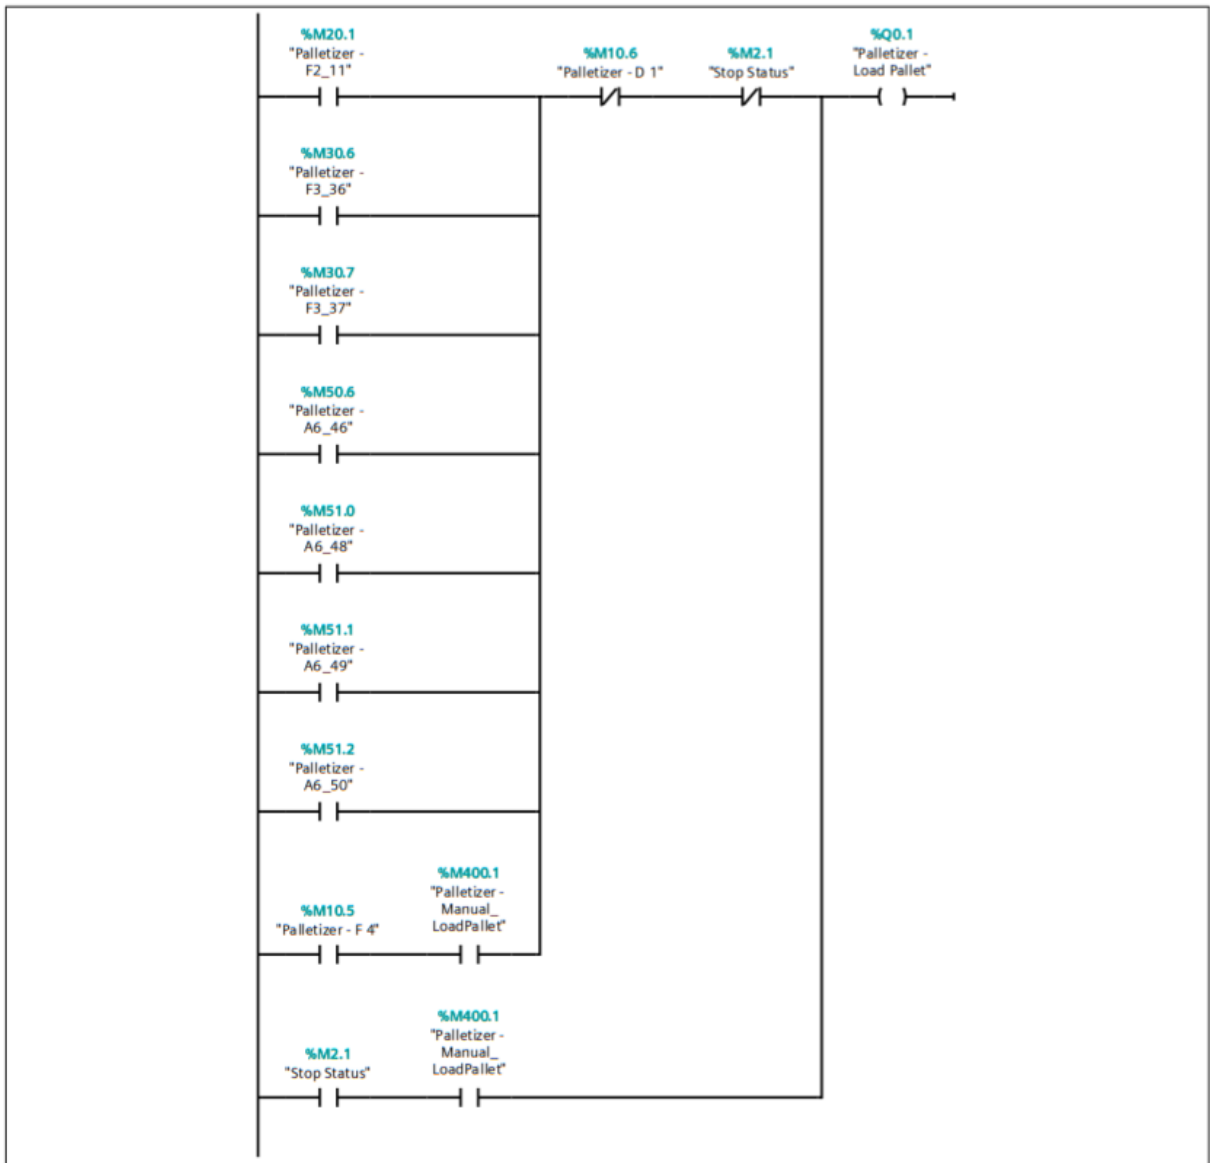 %M20.1
"Palletizer -
F2_11"
%M10.6
"Palletizer - D 1"
%M2.1
"Stop Status"
%Q0.1
"Palletizer -
Load Pallet"
%M30.6
"Palletizer -
F3_36"
%M30.7
"Palletizer -
F3_37"
%M50.6
"Palletizer -
A6_46"
%M51.0
"Palletizer -
A6_48"
%M51.1
"Palletizer -
A6_49"
%M51.2
"Palletizer -
A6_50"
%M10.5
"Palletizer - F 4"
%M400.1
"Palletizer -
Manual_
LoadPallet"
%M2.1
"Stop Status"
%M400.1
"Palletizer -
Manual_
LoadPallet"